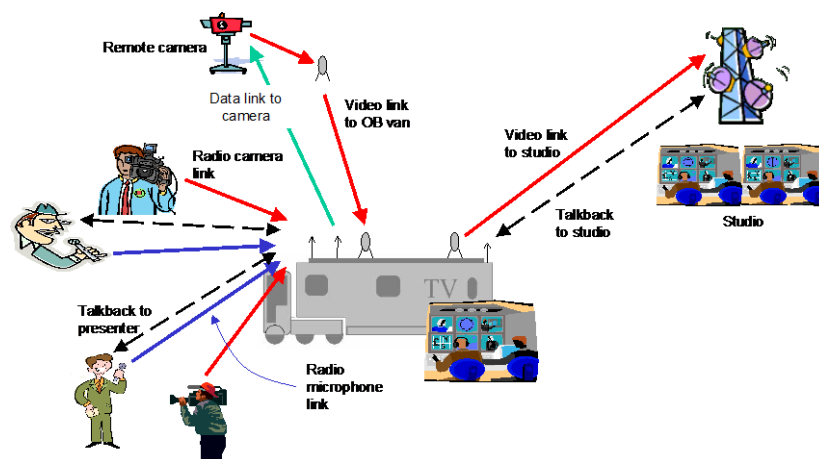 Remote camera
Data link to
camera
Video link
to OB van
Radio camera
link
Video link
to studio
Talkback
to studio
Studio
TV
Talkback to
presenter
Radio
microphone
link